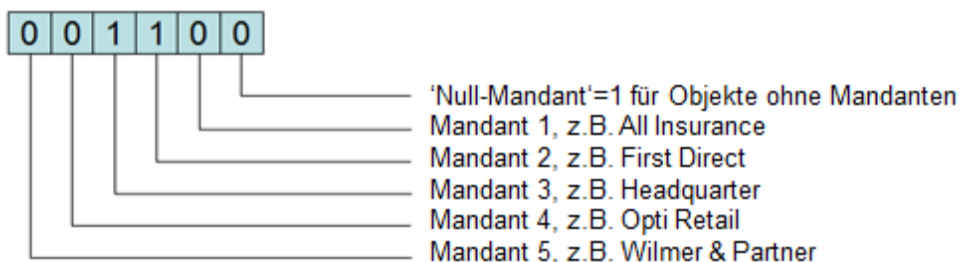 0 0 1 1 0 0
‘Null-Mandant‘=1 für Objekte ohne Mandanten
Mandant 1, z.B. All Insurance
Mandant 2, z.B. First Direct
Mandant 3, z.B. Headquarter
Mandant 4, z.B. Opti Retail
Mandant 5, z.B. Wilmer & Partner